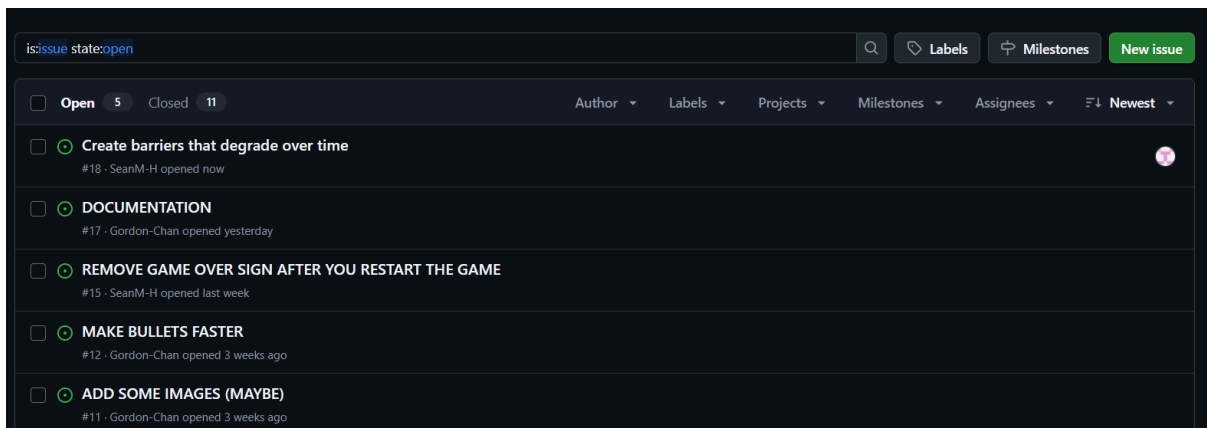 is:issue state:open
Labels
Milestones
New issue
Open 5 Closed 11 Author Labels Projects Milestones Assignees Newest
Create barriers that degrade over time
#18 · SeanM-H opened now
DOCUMENTATION
#17 · Gordon-Chan opened yesterday
REMOVE GAME OVER SIGN AFTER YOU RESTART THE GAME
#15 · SeanM-H opened last week
MAKE BULLETS FASTER
#12 · Gordon-Chan opened 3 weeks ago
ADD SOME IMAGES (MAYBE)
#11 · Gordon-Chan opened 3 weeks ago